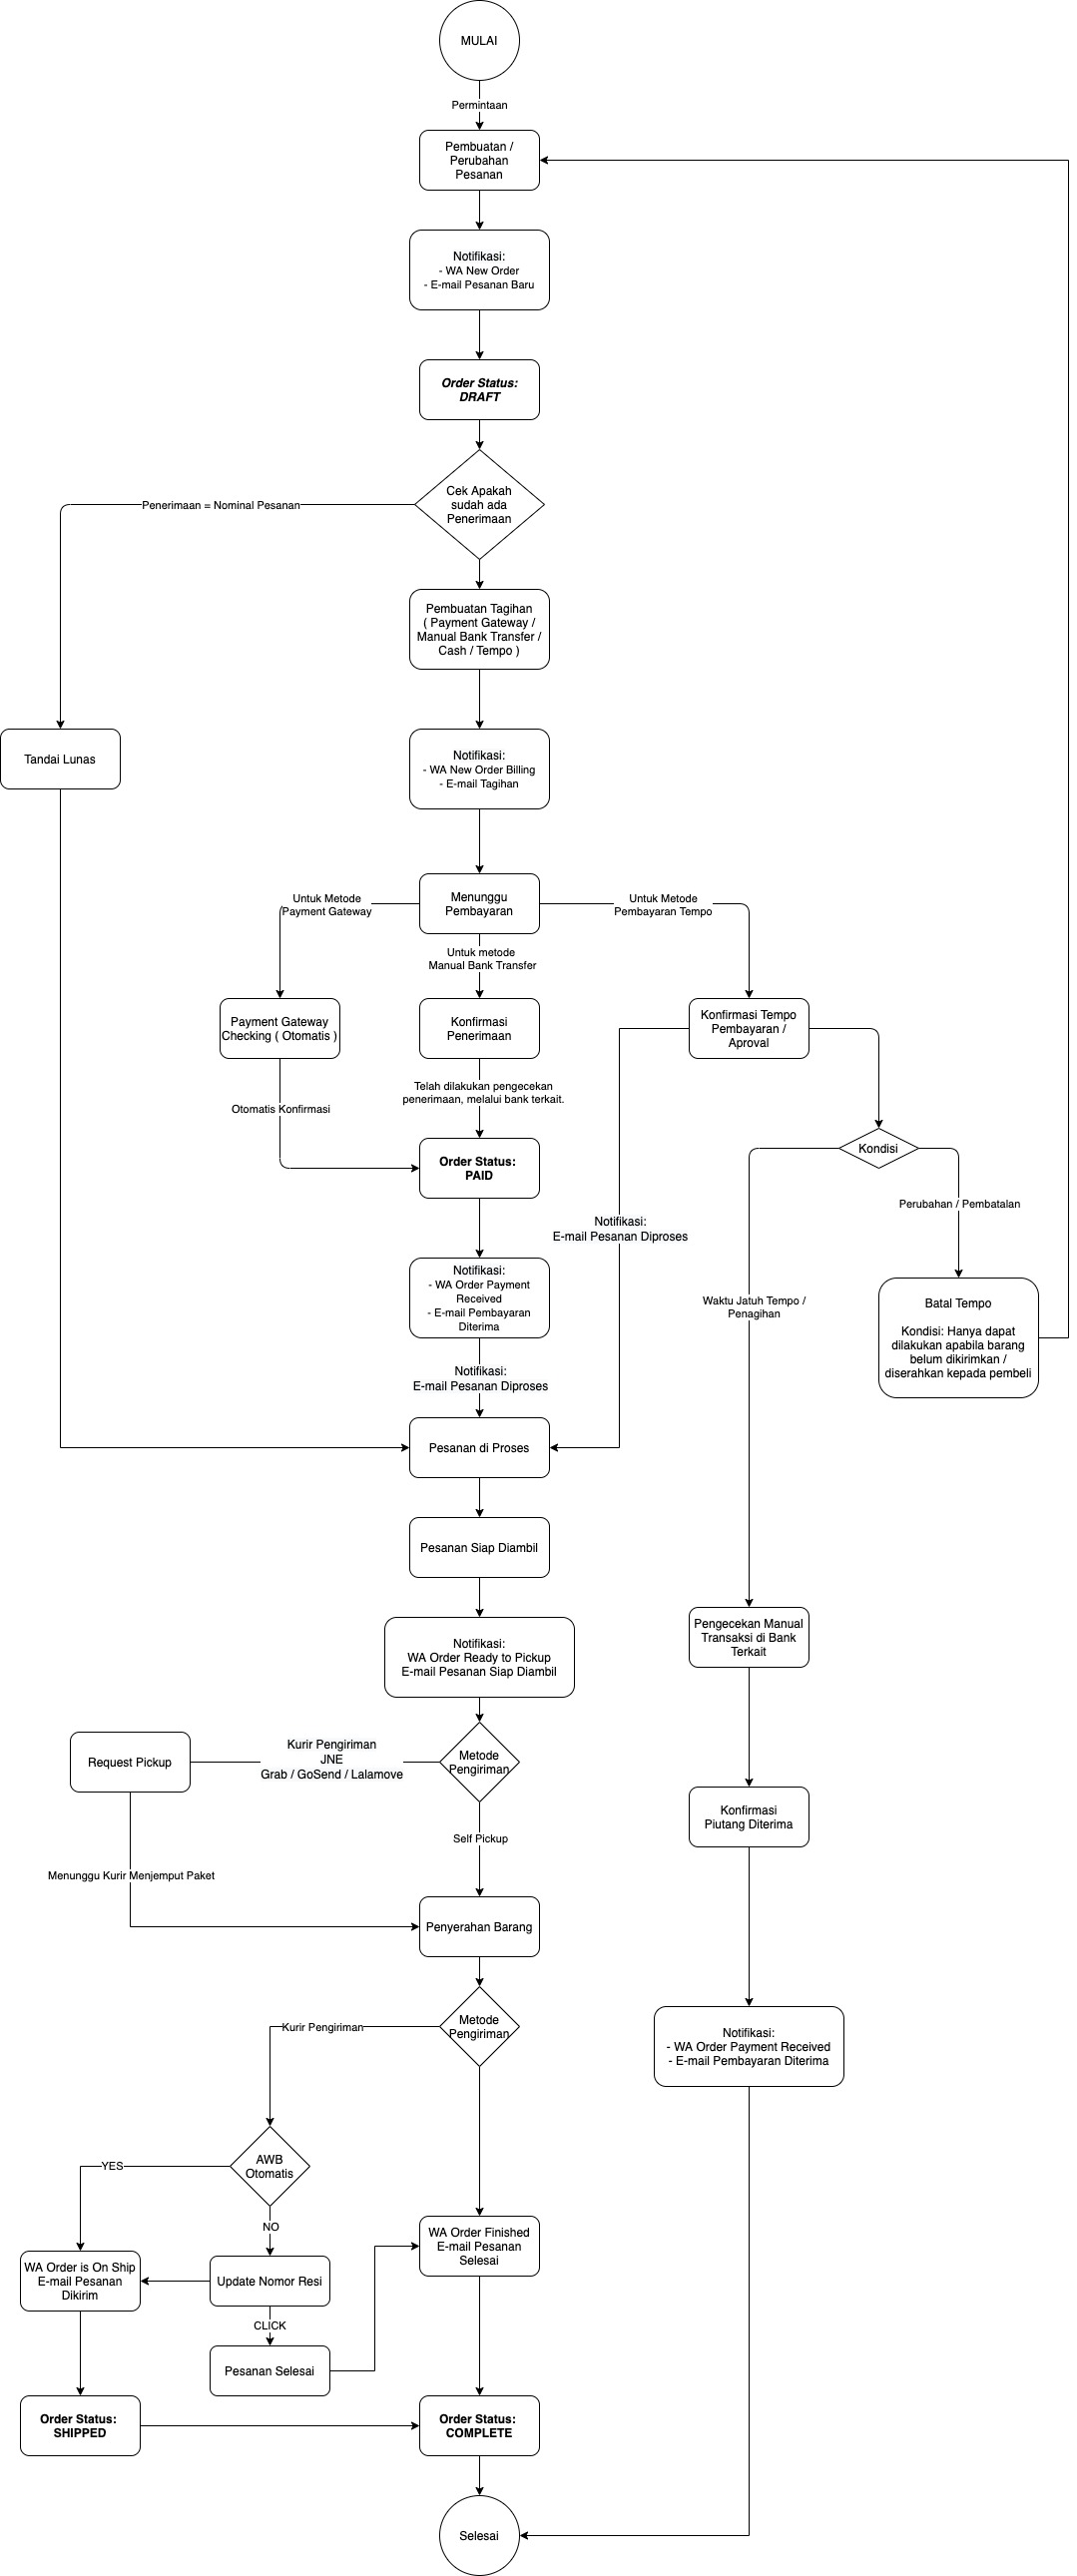 MULAI
Permintaan
Pembuatan /
Perubahan
Pesanan
Notifikasi:
- WA New Order
- E-mail Pesanan Baru
Order Status:
DRAFT
Cek Apakah
sudah ada
Penerimaan
Penerimaan = Nominal Pesanan
Pembuatan Tagihan
( Payment Gateway /
Manual Bank Transfer /
Cash / Tempo )
Tandai Lunas
Notifikasi:
- WA New Order Billing
- E-mail Tagihan
Menunggu
Pembayaran
Untuk Metode
Payment Gateway
Untuk Metode
Pembayaran Tempo
Untuk metode
Manual Bank Transfer
Payment Gateway
Checking ( Otomatis )
Konfirmasi
Penerimaan
Konfirmasi Tempo
Pembayaran /
Aproval
Otomatis Konfirmasi
Telah dilakukan pengecekan
penerimaan, melalui bank terkait.
Order Status:
PAID
Kondisi
Perubahan / Pembatalan
Notifikasi:
E-mail Pesanan Diproses
Notifikasi:
- WA Order Payment
Received
- E-mail Pembayaran
Diterima
Waktu Jatuh Tempo /
Penagihan
Batal Tempo
Kondisi: Hanya dapat
dilakukan apabila barang
belum dikirimkan /
diserahkan kepada pembeli
Notifikasi:
E-mail Pesanan Diproses
Pesanan di Proses
Pesanan Siap Diambil
Notifikasi:
WA Order Ready to Pickup
E-mail Pesanan Siap Diambil
Pengecekan Manual
Transaksi di Bank
Terkait
Request Pickup
Kurir Pengiriman
JNE
Grab / GoSend / Lalamove
Metode
Pengiriman
Self Pickup
Konfirmasi
Piutang Diterima
Menunggu Kurir Menjemput Paket
Penyerahan Barang
Metode
Pengiriman
Kurir Pengiriman
Notifikasi:
- WA Order Payment Received
- E-mail Pembayaran Diterima
AWB
Otomatis
YES
NO
WA Order Finished
E-mail Pesanan
Selesai
WA Order is On Ship
E-mail Pesanan
Dikirim
Update Nomor Resi
CLICK
Pesanan Selesai
Order Status:
SHIPPED
Order Status:
COMPLETE
Selesai